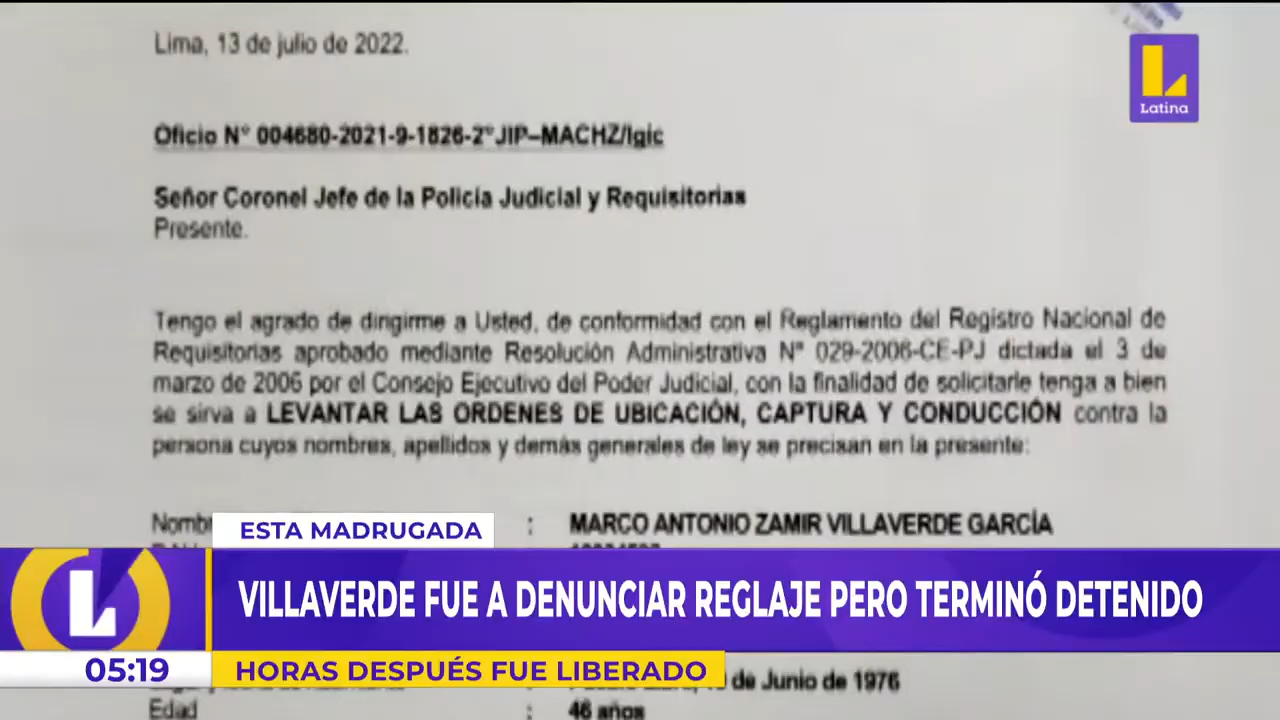 Lima, 13 de julio de 2022.
Latina
Oficio N° 004680-2021-9-1826-2°JIP–MACHZ/lgic
Señor Coronel Jefe de la Policía Judicial y Requisitorias
Presente.
Tengo el agrado de dirigirme a Usted, de conformidad con el Reglamento del Registro Nacional de
Requisitorias aprobado mediante Resolución Administrativa N° 029-2006-CE-PJ dictada el 3 de
marzo de 2006 por el Consejo Ejecutivo del Poder Judicial, con la finalidad de solicitarle tenga a bien
se sirva a LEVANTAR LAS ORDENES DE UBICACIÓN, CAPTURA Y CONDUCCIÓN contra la
persona cuyos nombres, apellidos y demás generales de ley se precisan en la presente:
: MARCO ANTONIO ZAMIR VILLAVERDE GARCÍA
ESTA MADRUGADA
VILLAVERDE FUE A DENUNCIAR REGLAJE PERO TERMINÓ DETENIDO
05:19
HORAS DESPUÉS FUE LIBERADO
de Junio de 1976
Edad : 46 años